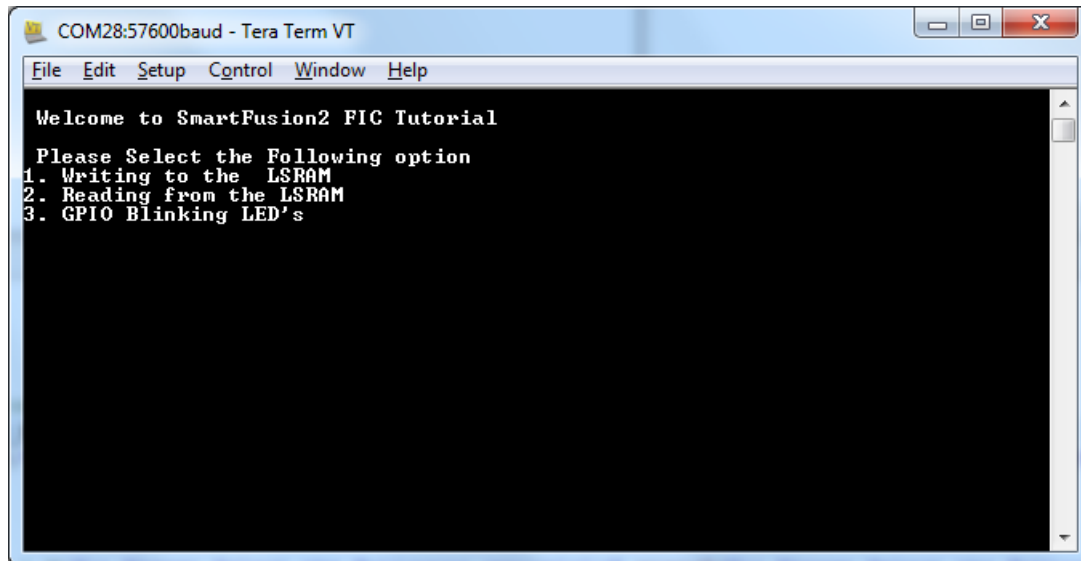 COM28:57600baud - Tera Term VT
File Edit Setup Control Window Help
Welcome to SmartFusion2 FIC Tutorial
Please Select the Following option
1. Writing to the  LSRAM
2. Reading from the LSRAM
3. GPIO Blinking LED's